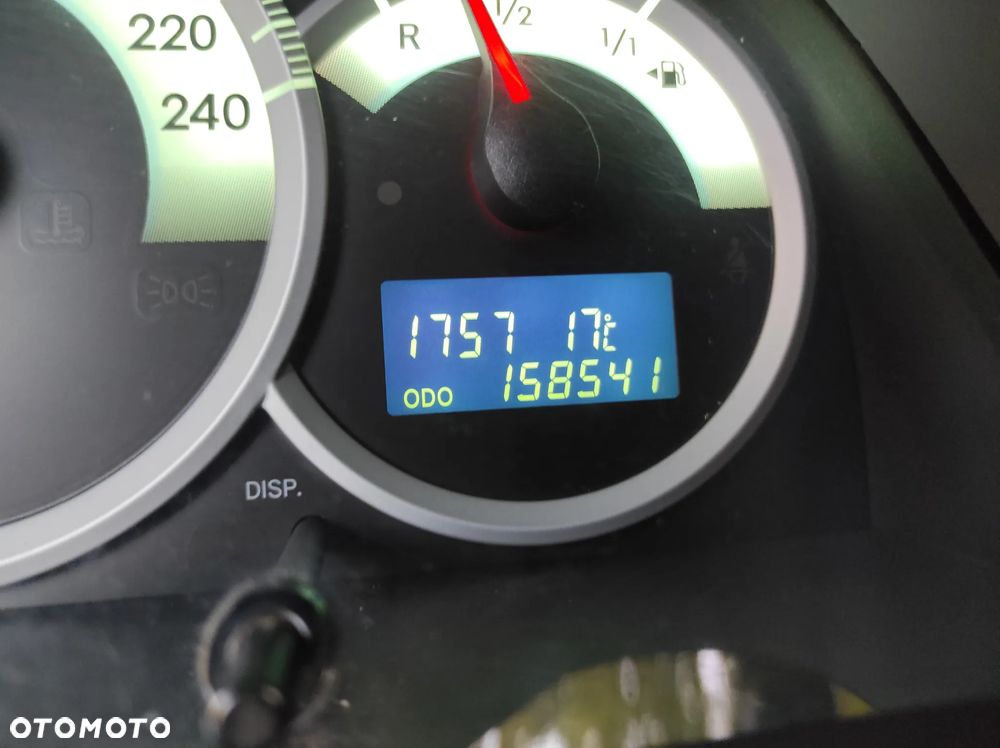 220
240
R
1/2
1/1
1757 17°C
ODO 158541
DISP.
OTOMOTO